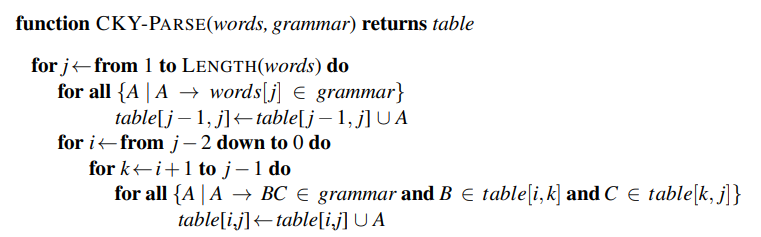 function CKY-PARSE(words, grammar) returns table
for j←from 1 to LENGTH(words) do
for all {A | A → words[j] ∈ grammar}
table[j−1, j]←table[j−1, j] ∪ A
for i←from j−2 down to 0 do
for k←i+1 to j−1 do
for all {A | A → BC ∈ grammar and B ∈ table[i,k] and C ∈ table[k, j]}
table[i,j]←table[i,j] ∪ A